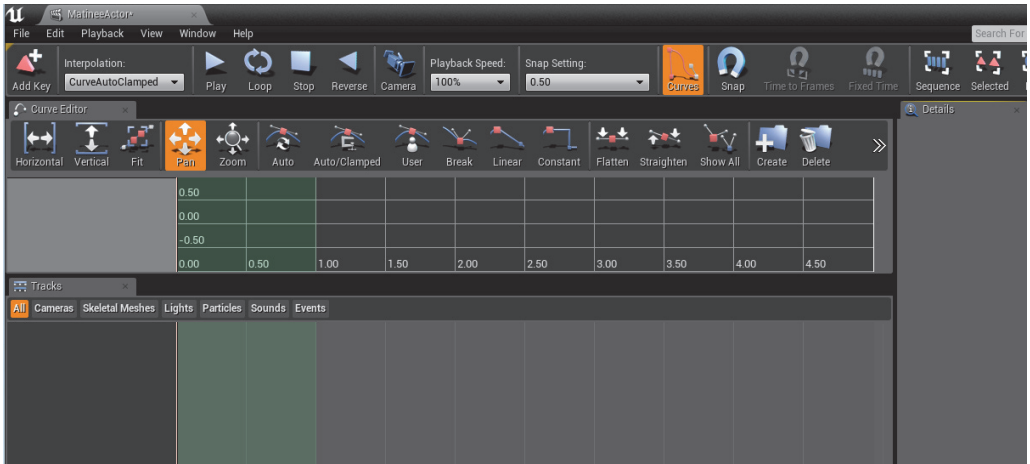 MatineeActor•
File Edit Playback View Window Help
Search For
Interpolation: Playback Speed: Snap Setting:
CurveAutoClamped 100% 0.50
Add Key Play Loop Stop Reverse Camera Curves Snap Time to Frames Fixed Time Sequence Selected
Curve Editor Details
Horizontal Vertical Fit Pan Zoom Auto Auto/Clamped User Break Linear Constant Flatten Straighten Show All Create Delete
0.50
0.00
-0.50
0.00 0.50 1.00 1.50 2.00 2.50 3.00 3.50 4.00 4.50
Tracks
All Cameras Skeletal Meshes Lights Particles Sounds Events